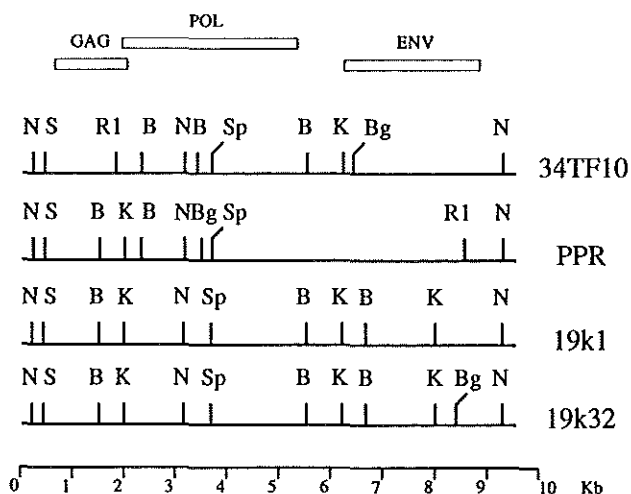 POL
GAG ENV
N S R1 B N B Sp B K Bg N
34TF10
N S B K B N Bg Sp R1 N
PPR
N S B K N Sp B K B K N
19k1
N S B K N Sp B K B K Bg N
19k32
0 1 2 3 4 5 6 7 8 9 10 Kb